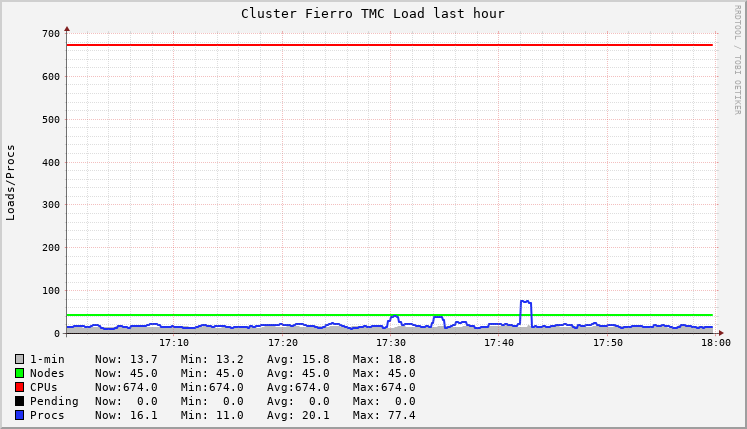 Cluster Fierro TMC Load last hour
RRDTOOL / TOBI OETIKER
Loads/Procs
700
600
500
400
300
200
100
0
17:10 17:20 17:30 17:40 17:50 18:00
1-min Now: 13.7 Min: 13.2 Avg: 15.8 Max: 18.8
Nodes Now: 45.0 Min: 45.0 Avg: 45.0 Max: 45.0
CPUs Now:674.0 Min:674.0 Avg:674.0 Max:674.0
Pending Now: 0.0 Min: 0.0 Avg: 0.0 Max: 0.0
Procs Now: 16.1 Min: 11.0 Avg: 20.1 Max: 77.4